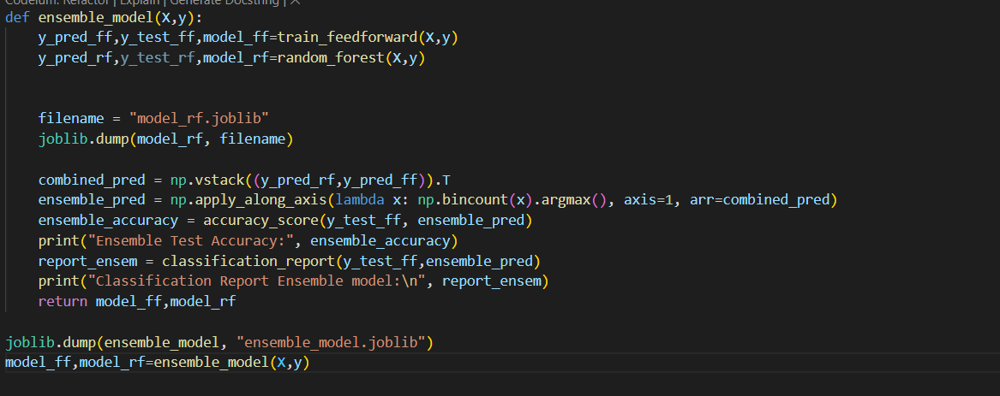 Codeium: Refactor | Explain | Generate Docstring | ✕
def ensemble_model(X,y):
    y_pred_ff,y_test_ff,model_ff=train_feedforward(X,y)
    y_pred_rf,y_test_rf,model_rf=random_forest(X,y)
    filename = "model_rf.joblib"
    joblib.dump(model_rf, filename)
    combined_pred = np.vstack((y_pred_rf,y_pred_ff)).T
    ensemble_pred = np.apply_along_axis(lambda x: np.bincount(x).argmax(), axis=1, arr=combined_pred)
    ensemble_accuracy = accuracy_score(y_test_ff, ensemble_pred)
    print("Ensemble Test Accuracy:", ensemble_accuracy)
    report_ensem = classification_report(y_test_ff,ensemble_pred)
    print("Classification Report Ensemble model:\n", report_ensem)
    return model_ff,model_rf
joblib.dump(ensemble_model, "ensemble_model.joblib")
model_ff,model_rf=ensemble_model(X,y)